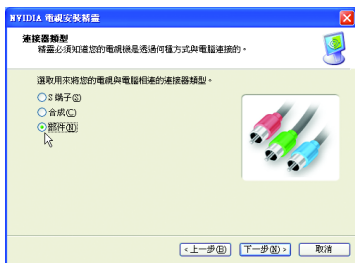 NVIDIA 電視安裝精靈
連接器類型
精靈必須知道您的電視機是透過何種方式與電腦連接的。
選取用來將您的電視與電腦相連的連接器類型。
S 端子(S)
合成(C)
部件(N)
<上一步(B)
下一步(N)>
取消